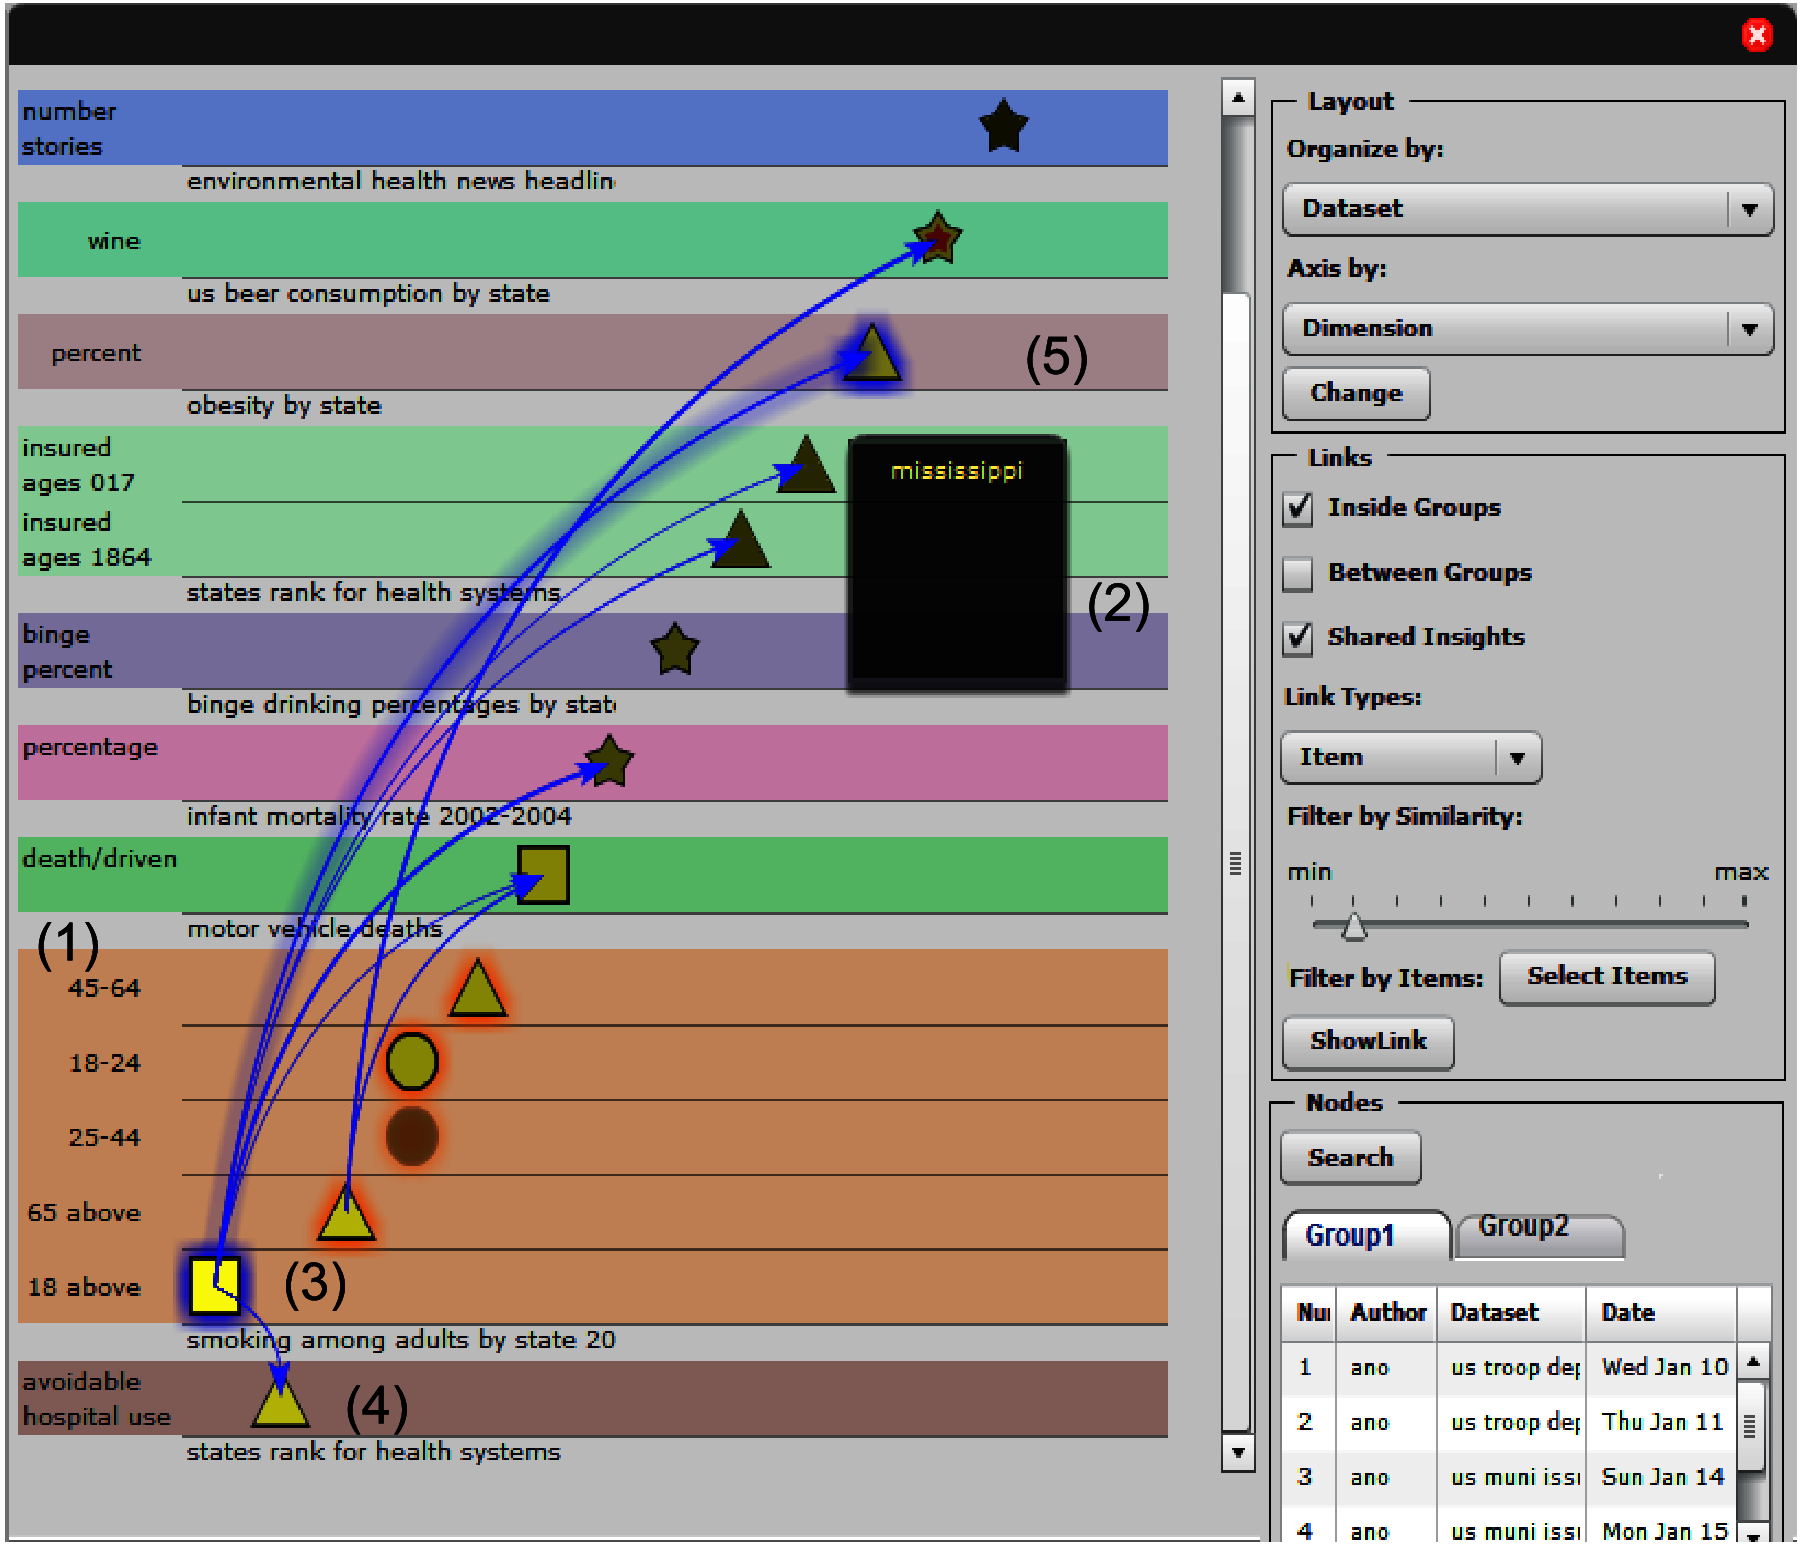 number
stories
environmental health news headlin
wine
us beer consumption by state
percent
(5)
obesity by state
insured
ages 017
mississippi
insured
ages 1864
states rank for health systems
(2)
binge
percent
binge drinking percentages by stat
percentage
infant mortality rate 2002-2004
death/driven
motor vehicle deaths
(1)
45-64
18-24
25-44
65 above
18 above
(3)
smoking among adults by state 20
avoidable
hospital use
(4)
states rank for health systems
Layout
Organize by:
Dataset
Axis by:
Dimension
Change
Links
Inside Groups
Between Groups
Shared Insights
Link Types:
Item
Filter by Similarity:
min max
Filter by Items: Select Items
ShowLink
Nodes
Search
Group1 Group2
Nu Author Dataset Date
1 ano us troop dep Wed Jan 10
2 ano us troop dep Thu Jan 11
3 ano us muni issu Sun Jan 14
4 ano us muni issu Mon Jan 15